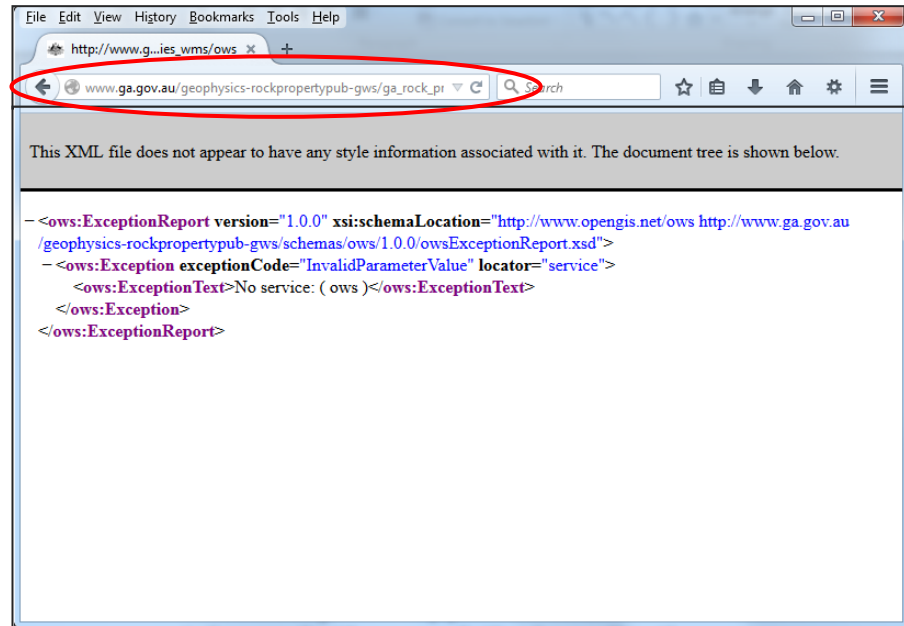 File Edit View History Bookmarks Tools Help
http://www.g...ies_wms/ows × +
www.ga.gov.au/geophysics-rockpropertypub-gws/ga_rock_pr Search
This XML file does not appear to have any style information associated with it. The document tree is shown below.
− <ows:ExceptionReport version="1.0.0" xsi:schemaLocation="http://www.opengis.net/ows http://www.ga.gov.au
/geophysics-rockpropertypub-gws/schemas/ows/1.0.0/owsExceptionReport.xsd">
− <ows:Exception exceptionCode="InvalidParameterValue" locator="service">
<ows:ExceptionText>No service: ( ows )</ows:ExceptionText>
</ows:Exception>
</ows:ExceptionReport>